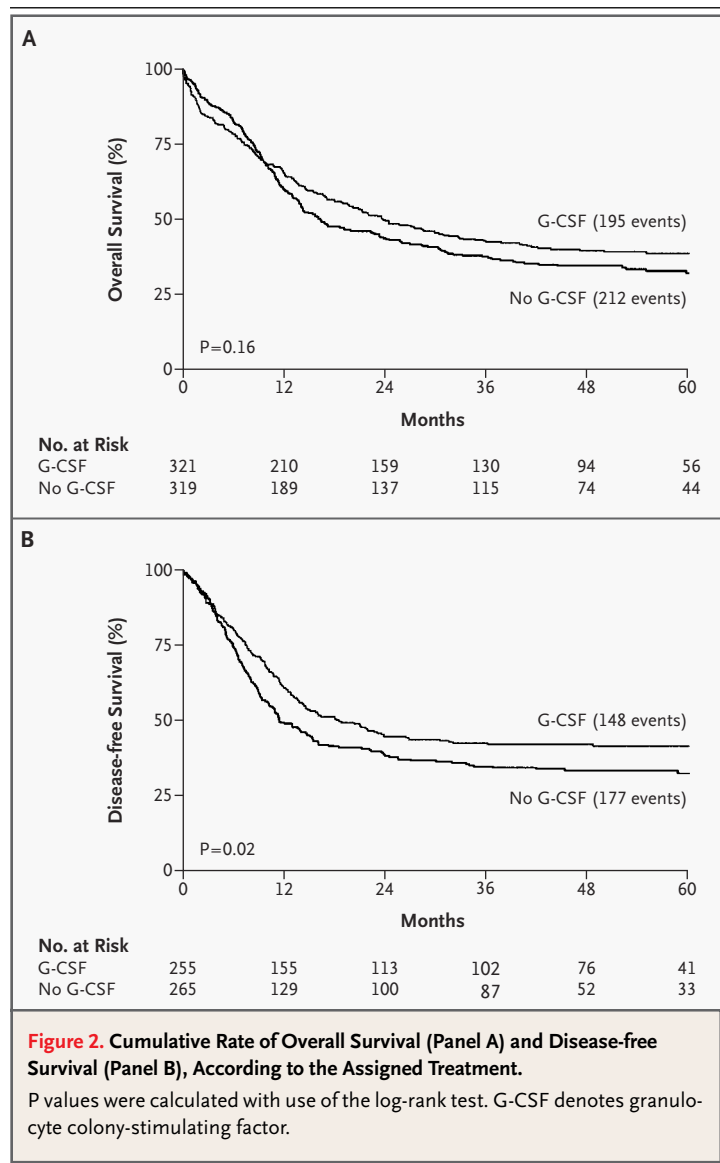 A
100
75
50
25
0
Overall Survival (%)
G-CSF (195 events)
No G-CSF (212 events)
P=0.16
0 12 24 36 48 60
Months
No. at Risk
G-CSF 321 210 159 130 94 56
No G-CSF 319 189 137 115 74 44
B
100
75
50
25
0
Disease-free Survival (%)
G-CSF (148 events)
No G-CSF (177 events)
P=0.02
0 12 24 36 48 60
Months
No. at Risk
G-CSF 255 155 113 102 76 41
No G-CSF 265 129 100 87 52 33
Figure 2. Cumulative Rate of Overall Survival (Panel A) and Disease-free
Survival (Panel B), According to the Assigned Treatment.
P values were calculated with use of the log-rank test. G-CSF denotes granulo-
cyte colony-stimulating factor.